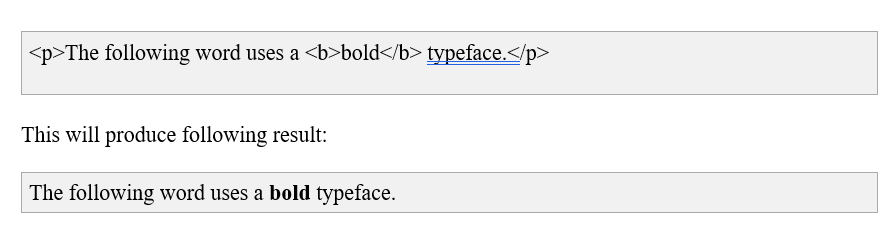 <p>The following word uses a <b>bold</b> typeface.</p>
This will produce following result:
The following word uses a bold typeface.